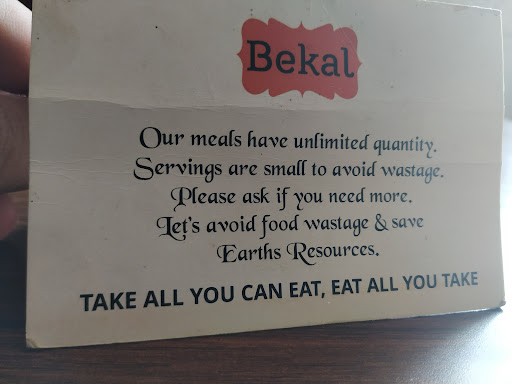 Bekal
Our meals have unlimited quantity.
Servings are small to avoid wastage.
Please ask if you need more.
Let's avoid food wastage & save
Earths Resources.
TAKE ALL YOU CAN EAT, EAT ALL YOU TAKE